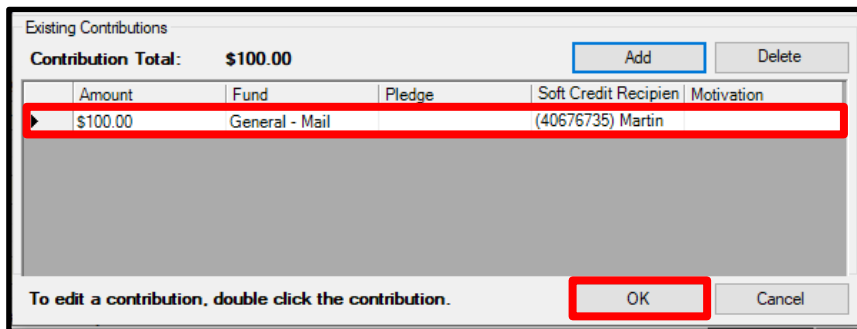 Existing Contributions
Contribution Total: $100.00 Add Delete
Amount Fund Pledge Soft Credit Recipien Motivation
$100.00 General - Mail (40676735) Martin
To edit a contribution, double click the contribution. OK Cancel